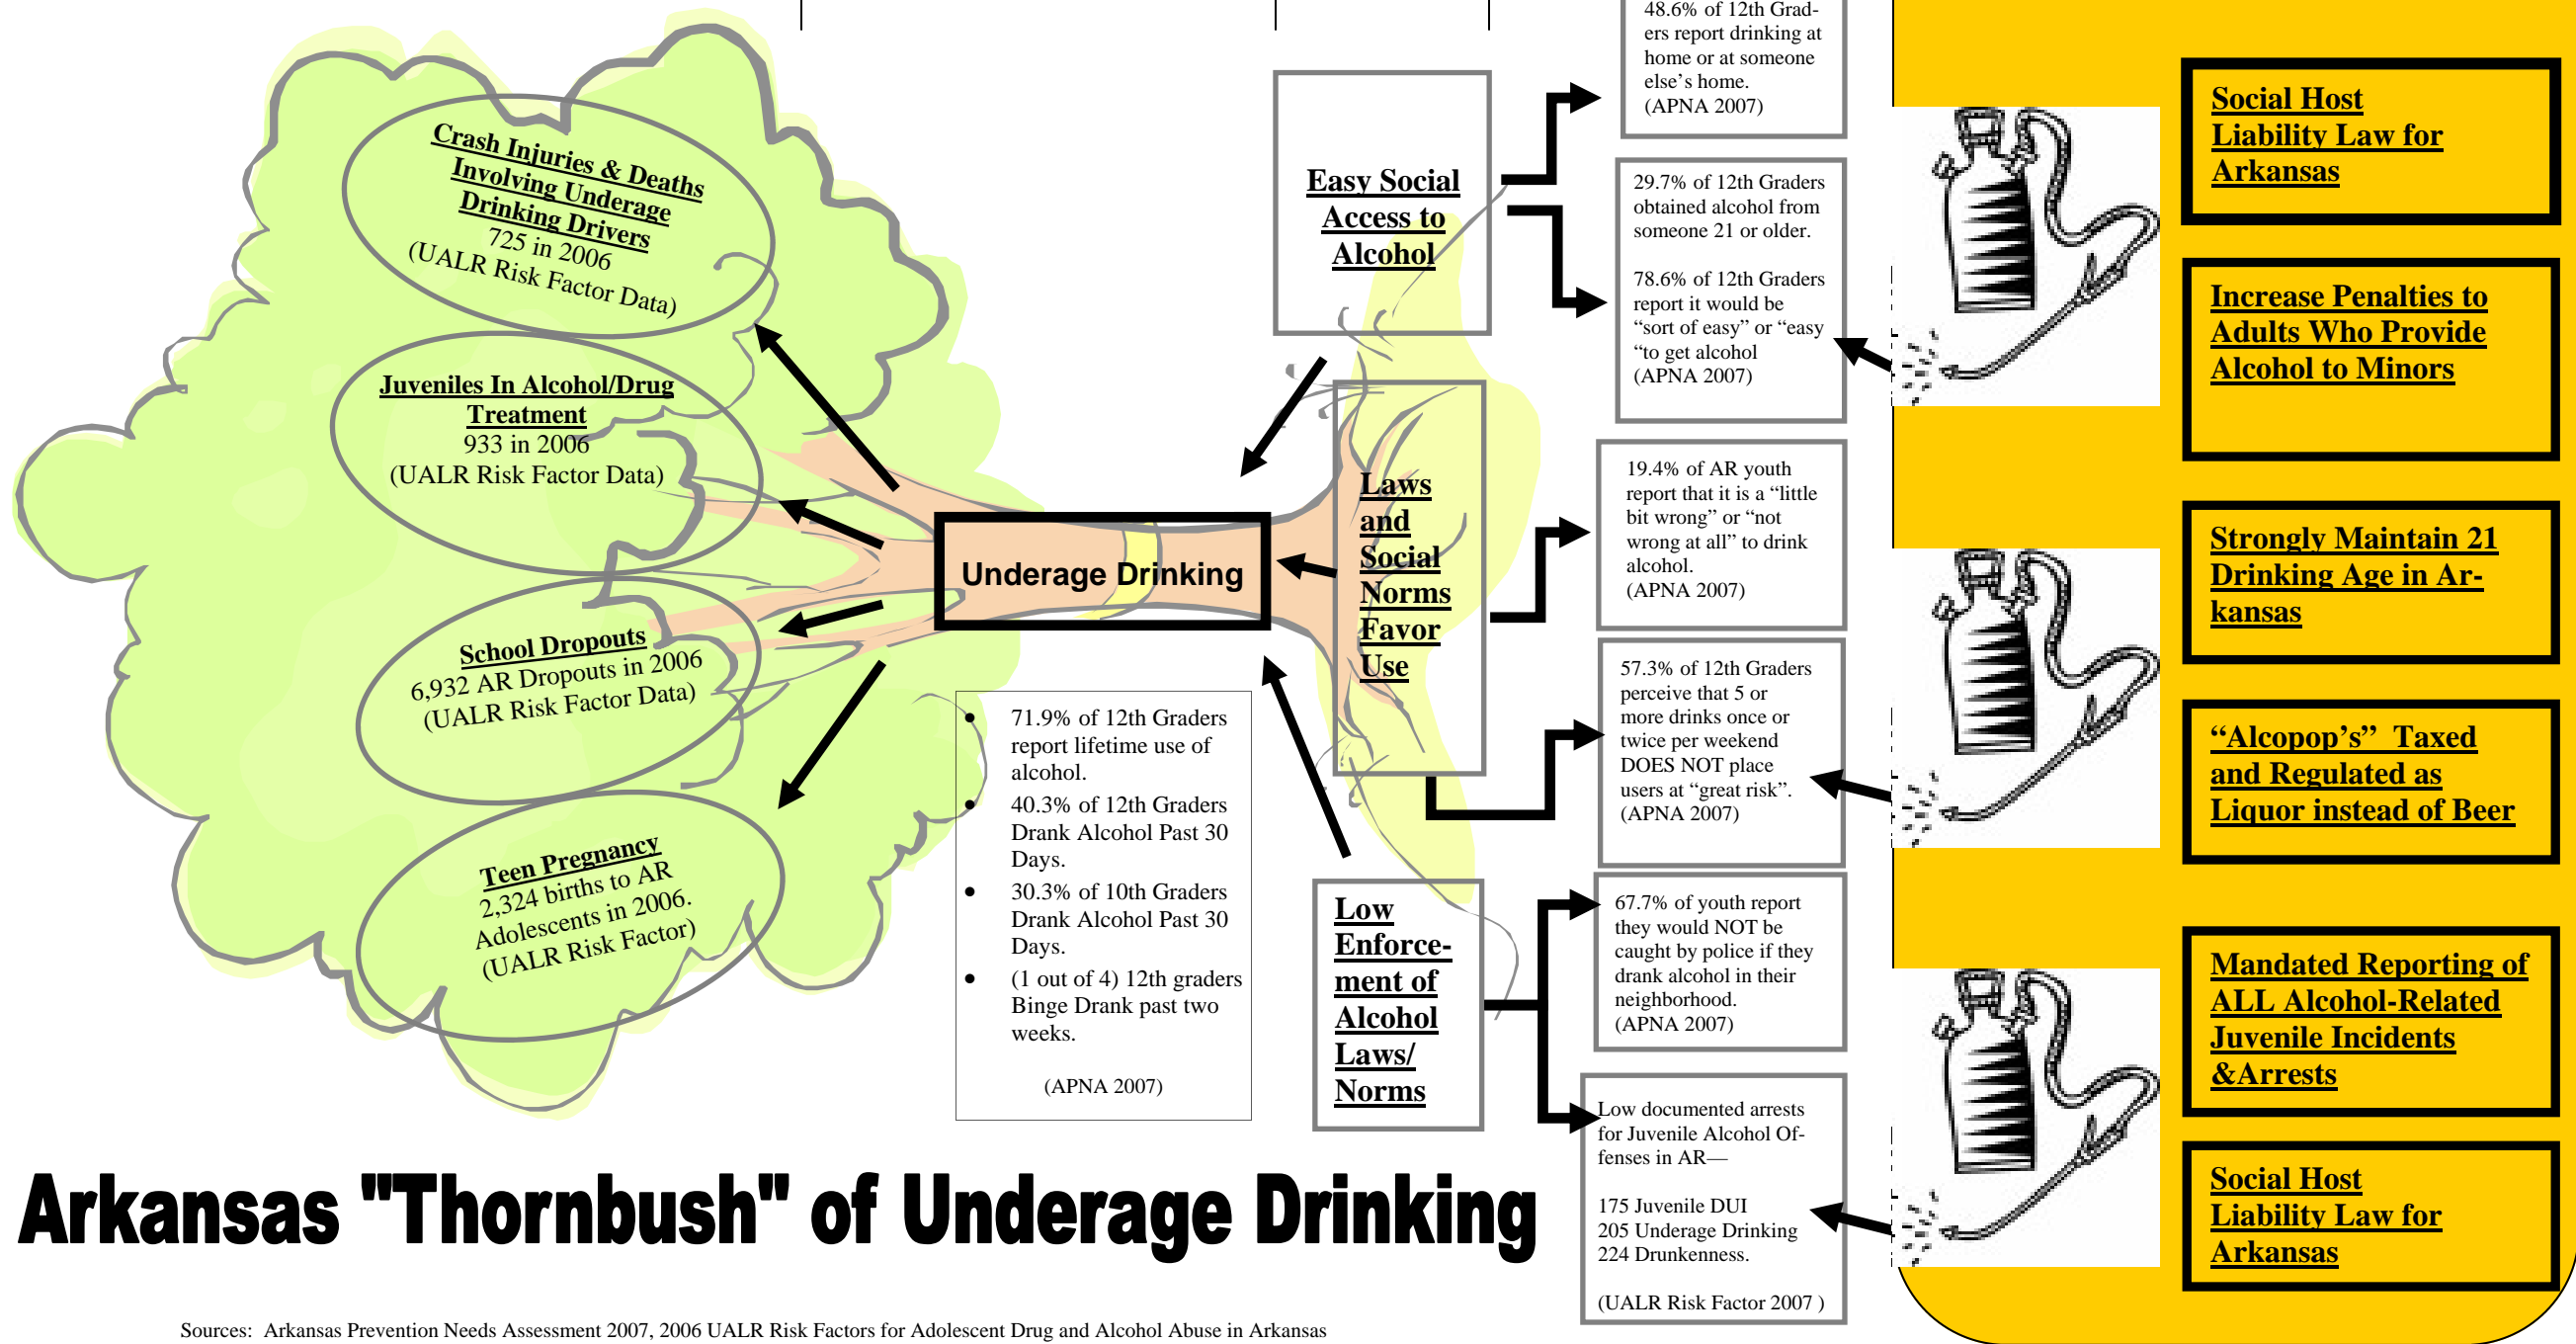 Crash Injuries & Deaths
Involving Underage
Drinking Drivers
725 in 2006
(UALR Risk Factor Data)
Juveniles In Alcohol/Drug
Treatment
933 in 2006
(UALR Risk Factor Data)
School Dropouts
6,932 AR Dropouts in 2006
(UALR Risk Factor Data)
Teen Pregnancy
2,324 births to AR
Adolescents in 2006.
(UALR Risk Factor)
Underage Drinking
• 71.9% of 12th Graders
report lifetime use of
alcohol.
• 40.3% of 12th Graders
Drank Alcohol Past 30
Days.
• 30.3% of 10th Graders
Drank Alcohol Past 30
Days.
• (1 out of 4) 12th graders
Binge Drank past two
weeks.
(APNA 2007)
Easy Social
Access to
Alcohol
Laws
and
Social
Norms
Favor
Use
Low
Enforce-
ment of
Alcohol
Laws/
Norms
48.6% of 12th Grad-
ers report drinking at
home or at someone
else’s home.
(APNA 2007)
29.7% of 12th Graders
obtained alcohol from
someone 21 or older.
78.6% of 12th Graders
report it would be
“sort of easy” or “easy
“to get alcohol
(APNA 2007)
19.4% of AR youth
report that it is a “little
bit wrong” or “not
wrong at all” to drink
alcohol.
(APNA 2007)
57.3% of 12th Graders
perceive that 5 or
more drinks once or
twice per weekend
DOES NOT place
users at “great risk”.
(APNA 2007)
67.7% of youth report
they would NOT be
caught by police if they
drank alcohol in their
neighborhood.
(APNA 2007)
Low documented arrests
for Juvenile Alcohol Of-
fenses in AR—
175 Juvenile DUI
205 Underage Drinking
224 Drunkenness.
(UALR Risk Factor 2007 )
Social Host
Liability Law for
Arkansas
Increase Penalties to
Adults Who Provide
Alcohol to Minors
Strongly Maintain 21
Drinking Age in Ar-
kansas
“Alcopop’s” Taxed
and Regulated as
Liquor instead of Beer
Mandated Reporting of
ALL Alcohol-Related
Juvenile Incidents
&Arrests
Social Host
Liability Law for
Arkansas
Arkansas "Thornbush" of Underage Drinking
Sources: Arkansas Prevention Needs Assessment 2007, 2006 UALR Risk Factors for Adolescent Drug and Alcohol Abuse in Arkansas